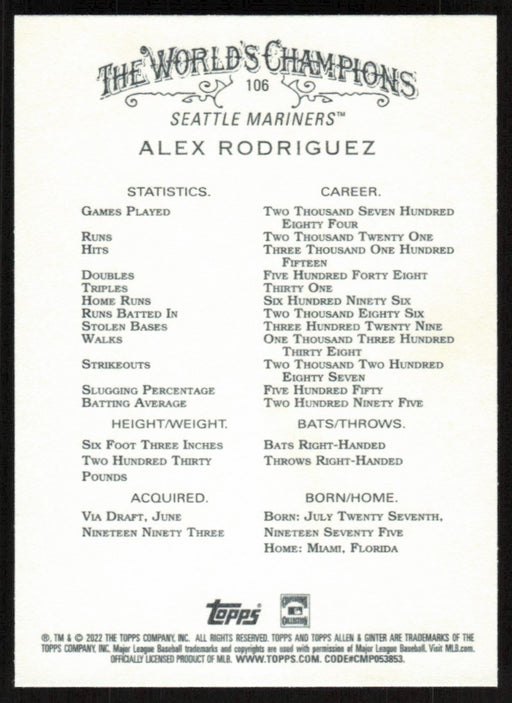 THE WORLD'S CHAMPIONS
106
SEATTLE MARINERS™
ALEX RODRIGUEZ
STATISTICS. CAREER.
GAMES PLAYED TWO THOUSAND SEVEN HUNDRED
EIGHTY FOUR
RUNS TWO THOUSAND TWENTY ONE
HITS THREE THOUSAND ONE HUNDRED
FIFTEEN
DOUBLES FIVE HUNDRED FORTY EIGHT
TRIPLES THIRTY ONE
HOME RUNS SIX HUNDRED NINETY SIX
RUNS BATTED IN TWO THOUSAND EIGHTY SIX
STOLEN BASES THREE HUNDRED TWENTY NINE
WALKS ONE THOUSAND THREE HUNDRED
THIRTY EIGHT
STRIKEOUTS TWO THOUSAND TWO HUNDRED
EIGHTY SEVEN
SLUGGING PERCENTAGE FIVE HUNDRED FIFTY
BATTING AVERAGE TWO HUNDRED NINETY FIVE
HEIGHT/WEIGHT. BATS/THROWS.
SIX FOOT THREE INCHES BATS RIGHT-HANDED
TWO HUNDRED THIRTY THROWS RIGHT-HANDED
POUNDS
ACQUIRED. BORN/HOME.
VIA DRAFT, JUNE BORN: JULY TWENTY SEVENTH,
NINETEEN NINETY THREE NINETEEN SEVENTY FIVE
HOME: MIAMI, FLORIDA
topps
®, TM & © 2022 THE TOPPS COMPANY, INC. ALL RIGHTS RESERVED. TOPPS AND TOPPS ALLEN & GINTER ARE TRADEMARKS OF THE
TOPPS COMPANY, INC. Major League Baseball trademarks and copyrights are used with permission of Major League Baseball. Visit MLB.com.
OFFICIALLY LICENSED PRODUCT OF MLB. WWW.TOPPS.COM. CODE#CMP053853.